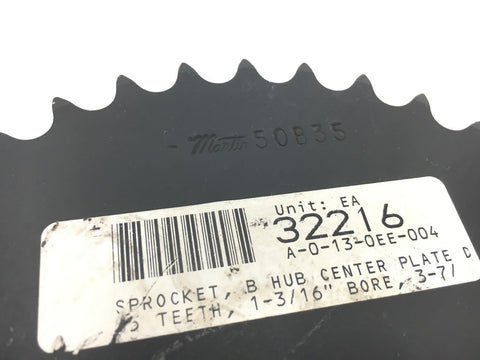 - Martin 50B35
Unit: EA
32216
A-0-13-0EE-004
SPROCKET, B HUB CENTER PLATE D
5 TEETH, 1-3/16" BORE, 3-7/